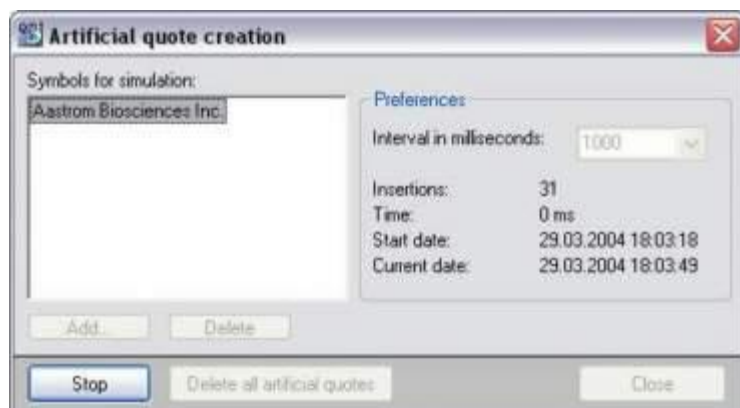 Artificial quote creation
Symbols for simulation:
Aastrom Biosciences Inc.
Preferences
Interval in milliseconds: 1000
Insertions: 31
Time: 0 ms
Start date: 29.03.2004 18:03:18
Current date: 29.03.2004 18:03:49
Add... Delete
Stop Delete all artificial quotes Close